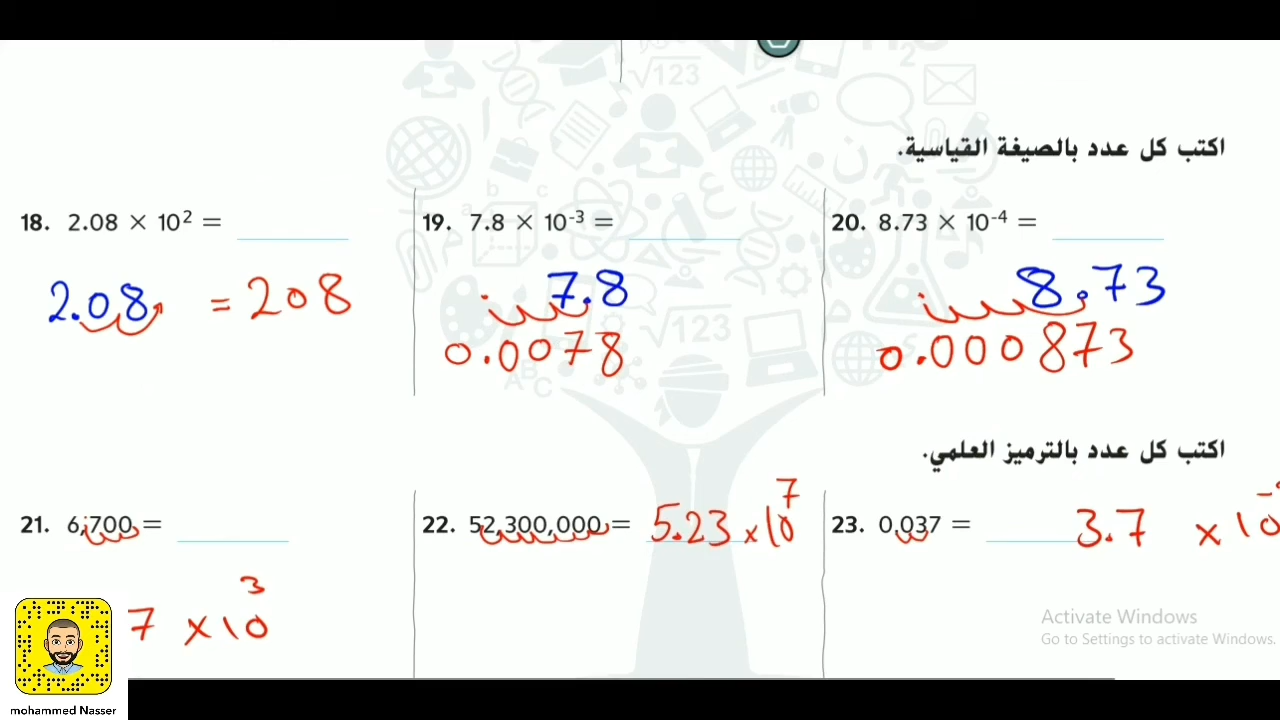 اكتب كل عدد بالصيغة القياسية.
18. 2.08 × 10² =
2.08 = 208
19. 7.8 × 10⁻³ =
7.8
0.0078
20. 8.73 × 10⁻⁴ =
8.73
0.000873
اكتب كل عدد بالترميز العلمي.
21. 6,700 =
7 × 10³
22. 52,300,000 = 5.23 × 10⁷
23. 0.037 = 3.7 × 10
Activate Windows
Go to Settings to activate Windows.
mohammed Nasser